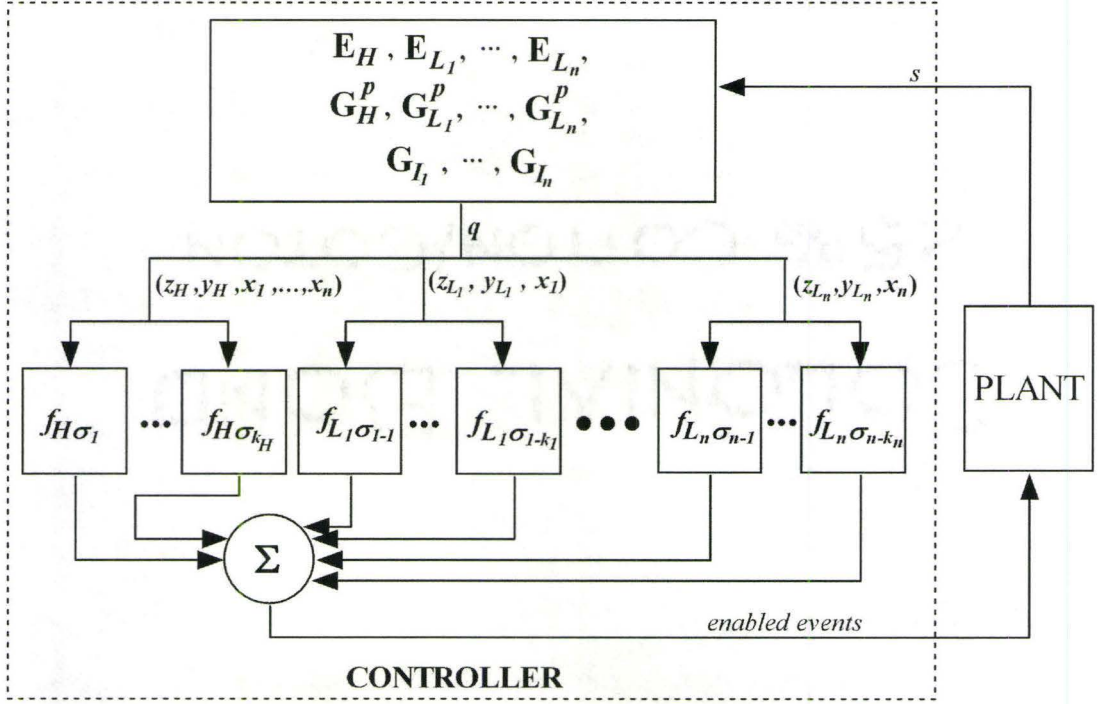 E_H , E_{L_1}, ··· , E_{L_n},
G_H^p, G_{L_1}^p, ··· , G_{L_n}^p,
G_{I_1} , ··· , G_{I_n}
s
q
(z_H ,y_H ,x_1 ,...,x_n)
(z_{L_1} , y_{L_1} , x_1)
(z_{L_n} ,y_{L_n} ,x_n)
f_{Hσ_1} ··· f_{Hσ_{k_H}} f_{L_1σ_{1-1}} ··· f_{L_1σ_{1-k_1}} ••• f_{L_nσ_{n-1}} ··· f_{L_nσ_{n-k_n}}
PLANT
Σ
enabled events
CONTROLLER